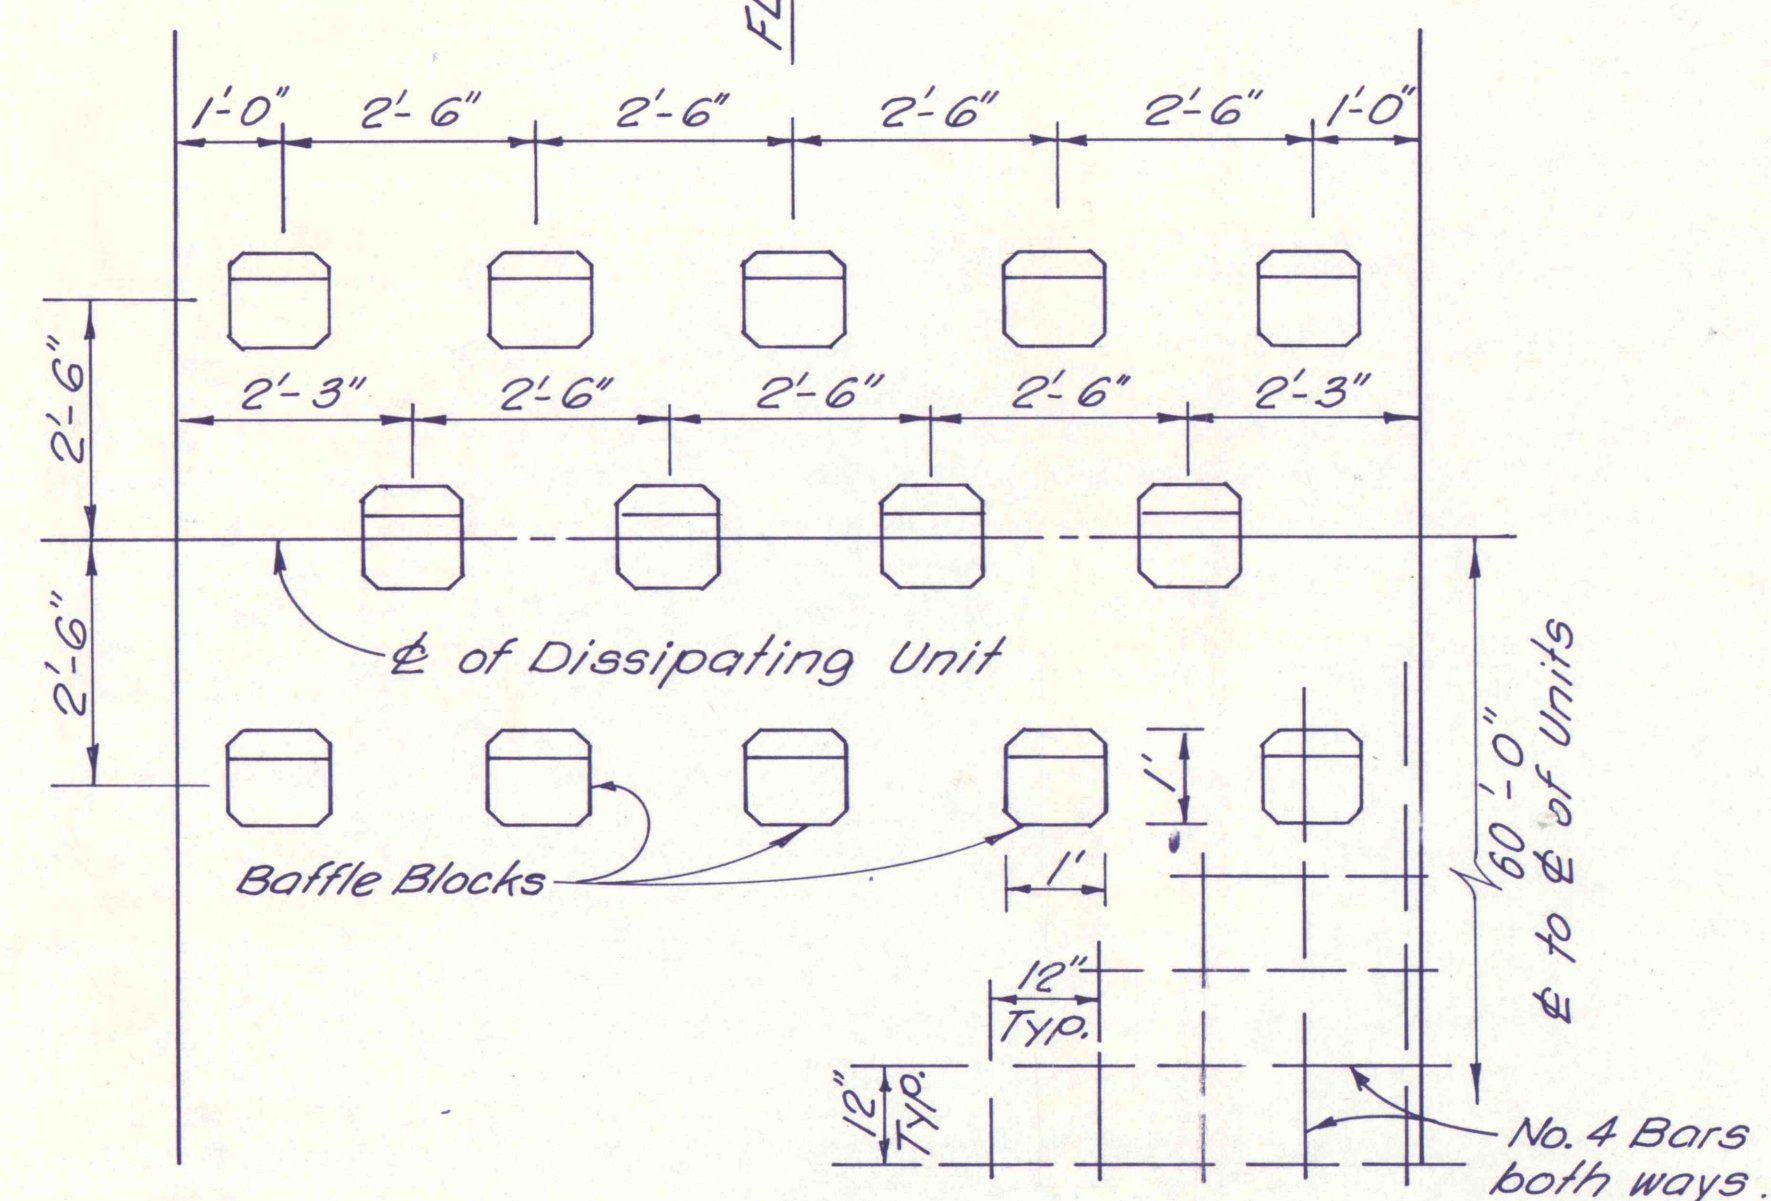 FL
1'-0" 2'-6" 2'-6" 2'-6" 2'-6" 1'-0"
2'-6"
2'-3" 2'-6" 2'-6" 2'-6" 2'-3"
2'-6"
℄ of Dissipating Unit
60'-0"
℄ to ℄ of Units
1'
Baffle Blocks
1'
12"
Typ.
12"
Typ.
No. 4 Bars
both ways.